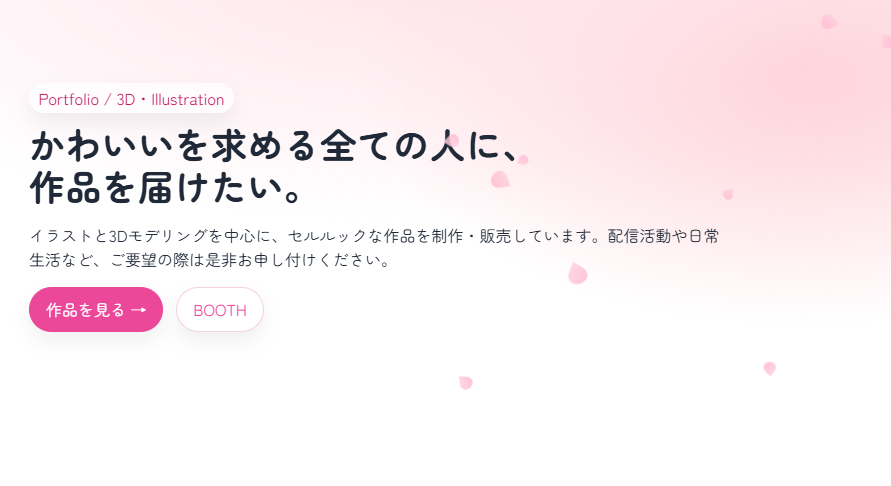 Portfolio / 3D・Illustration
かわいいを求める全ての人に、
作品を届けたい。
イラストと3Dモデリングを中心に、セルルックな作品を制作・販売しています。配信活動や日常
生活など、ご要望の際は是非お申し付けください。
作品を見る → BOOTH